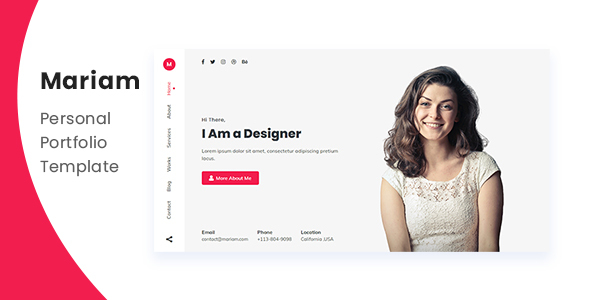 Mariam
Personal
Portfolio
Template
M
Home
About
Services
Works
Blog
Contact
Bē
Hi There,
I Am a Designer
Lorem ipsum dolor sit amet, consectetur adipiscing pretium
locus.
More About Me
Email
Phone
Location
contact@mariam.com
+113-804-9098
California ,USA